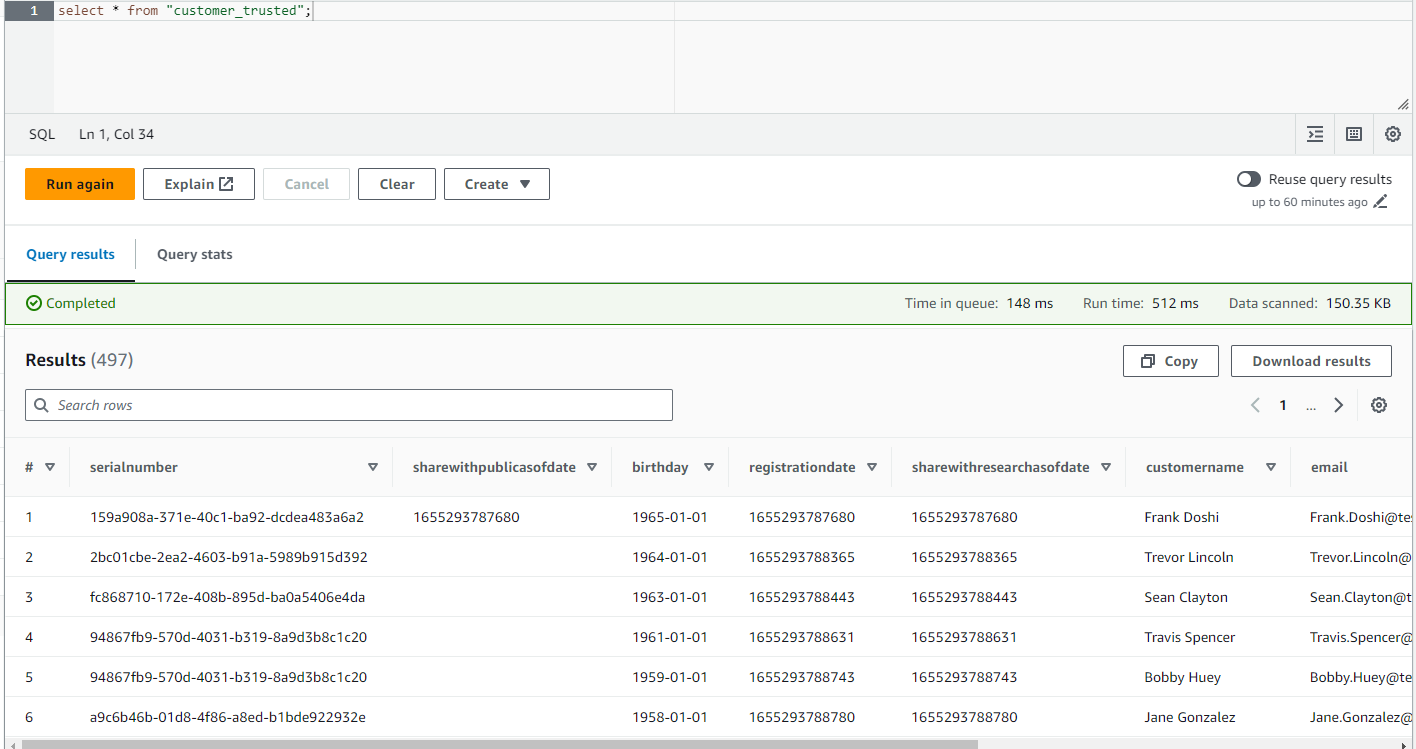 1 select * from "customer_trusted";
SQL Ln 1, Col 34
Run again Explain Cancel Clear Create Reuse query results
up to 60 minutes ago
Query results Query stats
Completed Time in queue: 148 ms Run time: 512 ms Data scanned: 150.35 KB
Results (497) Copy Download results
Search rows 1 ...
# serialnumber sharewithpublicasofdate birthday registrationdate sharewithresearchasofdate customername email
1 159a908a-371e-40c1-ba92-dcdea483a6a2 1655293787680 1965-01-01 1655293787680 1655293787680 Frank Doshi Frank.Doshi@tes
2 2bc01cbe-2ea2-4603-b91a-5989b915d392 1964-01-01 1655293788365 1655293788365 Trevor Lincoln Trevor.Lincoln@
3 fc868710-172e-408b-895d-ba0a5406e4da 1963-01-01 1655293788443 1655293788443 Sean Clayton Sean.Clayton@t
4 94867fb9-570d-4031-b319-8a9d3b8c1c20 1961-01-01 1655293788631 1655293788631 Travis Spencer Travis.Spencer@
5 94867fb9-570d-4031-b319-8a9d3b8c1c20 1959-01-01 1655293788743 1655293788743 Bobby Huey Bobby.Huey@te
6 a9c6b46b-01d8-4f86-a8ed-b1bde922932e 1958-01-01 1655293788780 1655293788780 Jane Gonzalez Jane.Gonzalez@